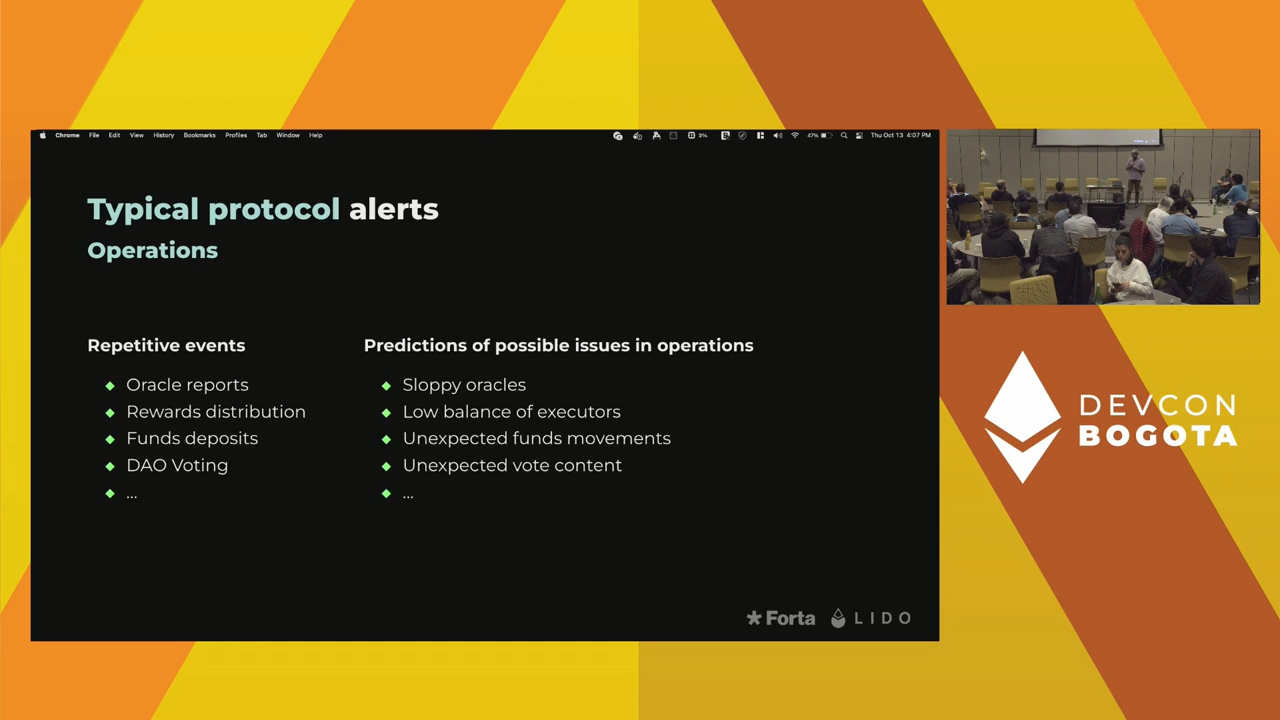 Chrome File Edit View History Bookmarks Profiles Tab Window Help
3% 47% Thu Oct 13 4:07 PM
Typical protocol alerts
Operations
Repetitive events
Oracle reports
Rewards distribution
Funds deposits
DAO Voting
...
Predictions of possible issues in operations
Sloppy oracles
Low balance of executors
Unexpected funds movements
Unexpected vote content
...
Forta LIDO
DEVCON
BOGOTA